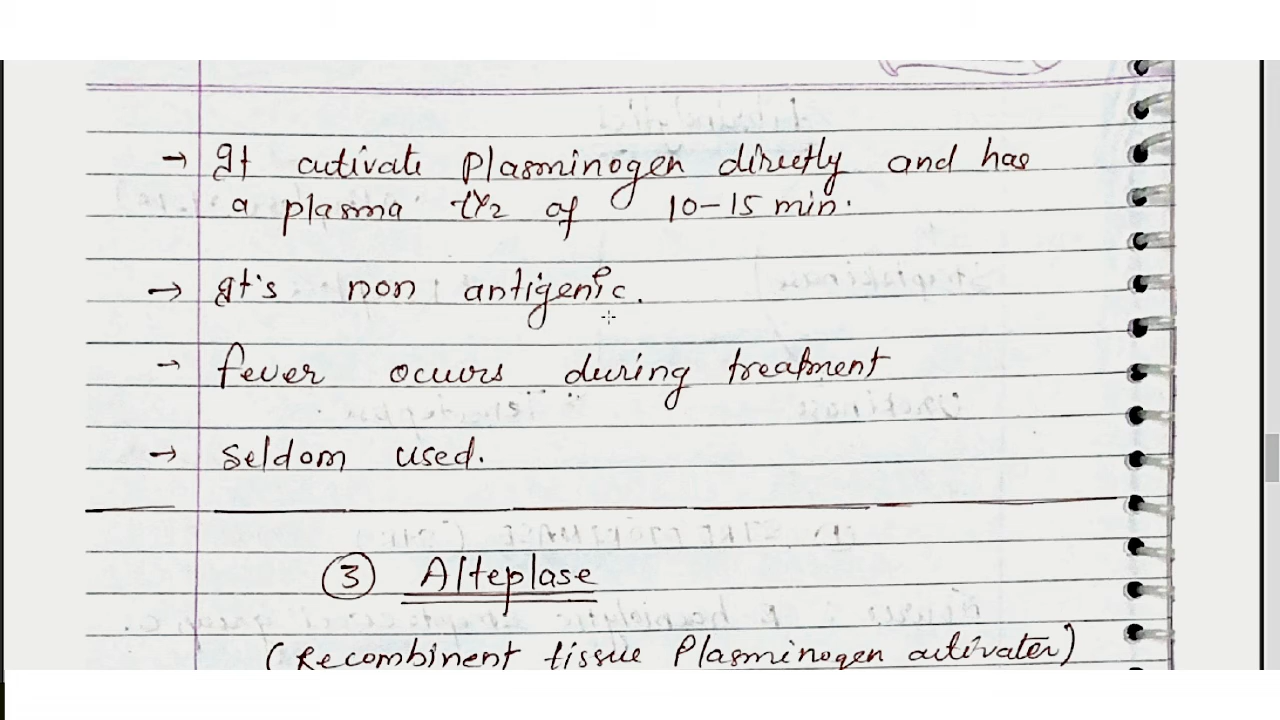 → It activate plasminogen directly and has
a plasma t1/2 of 10-15 min.
→ It's non antigenic.
→ fever occurs during treatment
→ seldom used.
③ Alteplase
(Recombinent tissue Plasminogen activater)